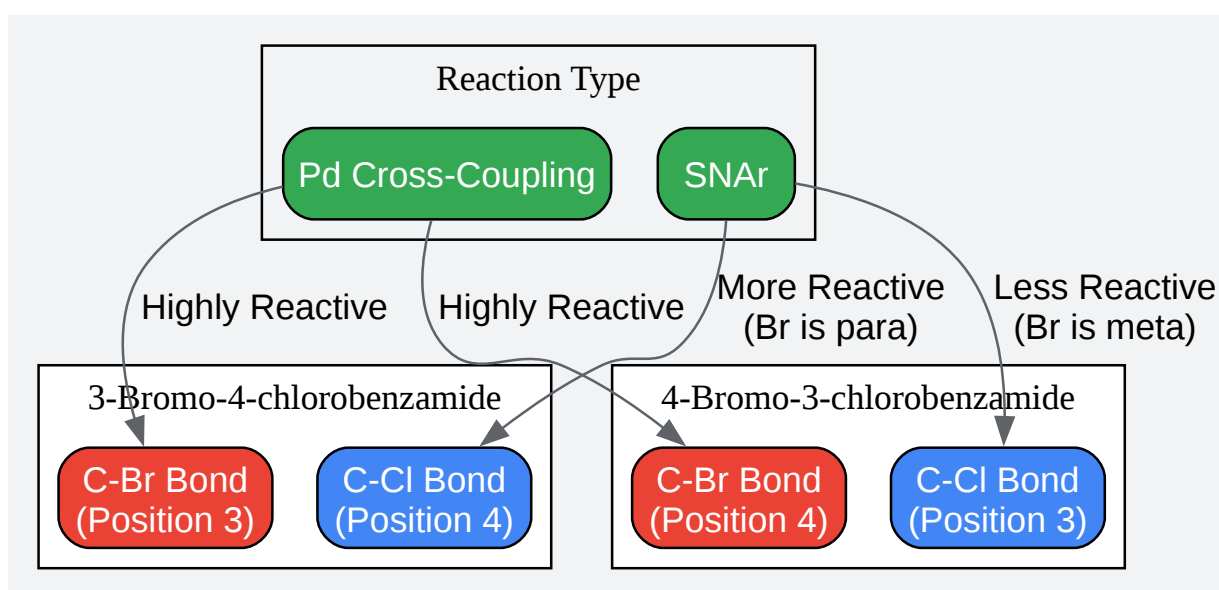 Reaction Type
Pd Cross-Coupling
SNAr
Highly Reactive
Highly Reactive
More Reactive
(Br is para)
Less Reactive
(Br is meta)
3-Bromo-4-chlorobenzamide
C-Br Bond
(Position 3)
C-Cl Bond
(Position 4)
4-Bromo-3-chlorobenzamide
C-Br Bond
(Position 4)
C-Cl Bond
(Position 3)